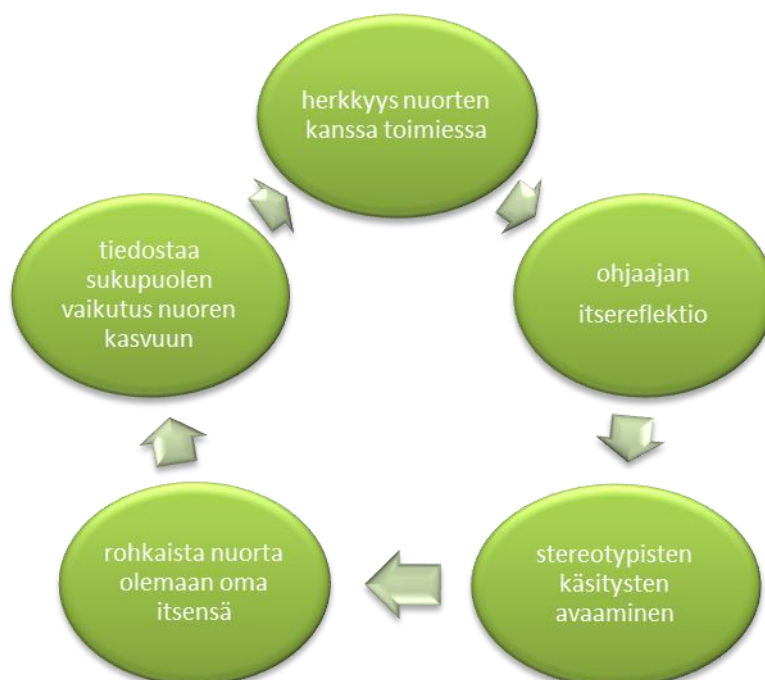 herkkyys nuorten
kanssa toimiessa
ohjaajan
itsereflektio
stereotypisten
käsitysten
avaaminen
rohkaista nuorta
olemaan oma
itsensä
tiedostaa
sukupuolen
vaikutus nuoren
kasvuun